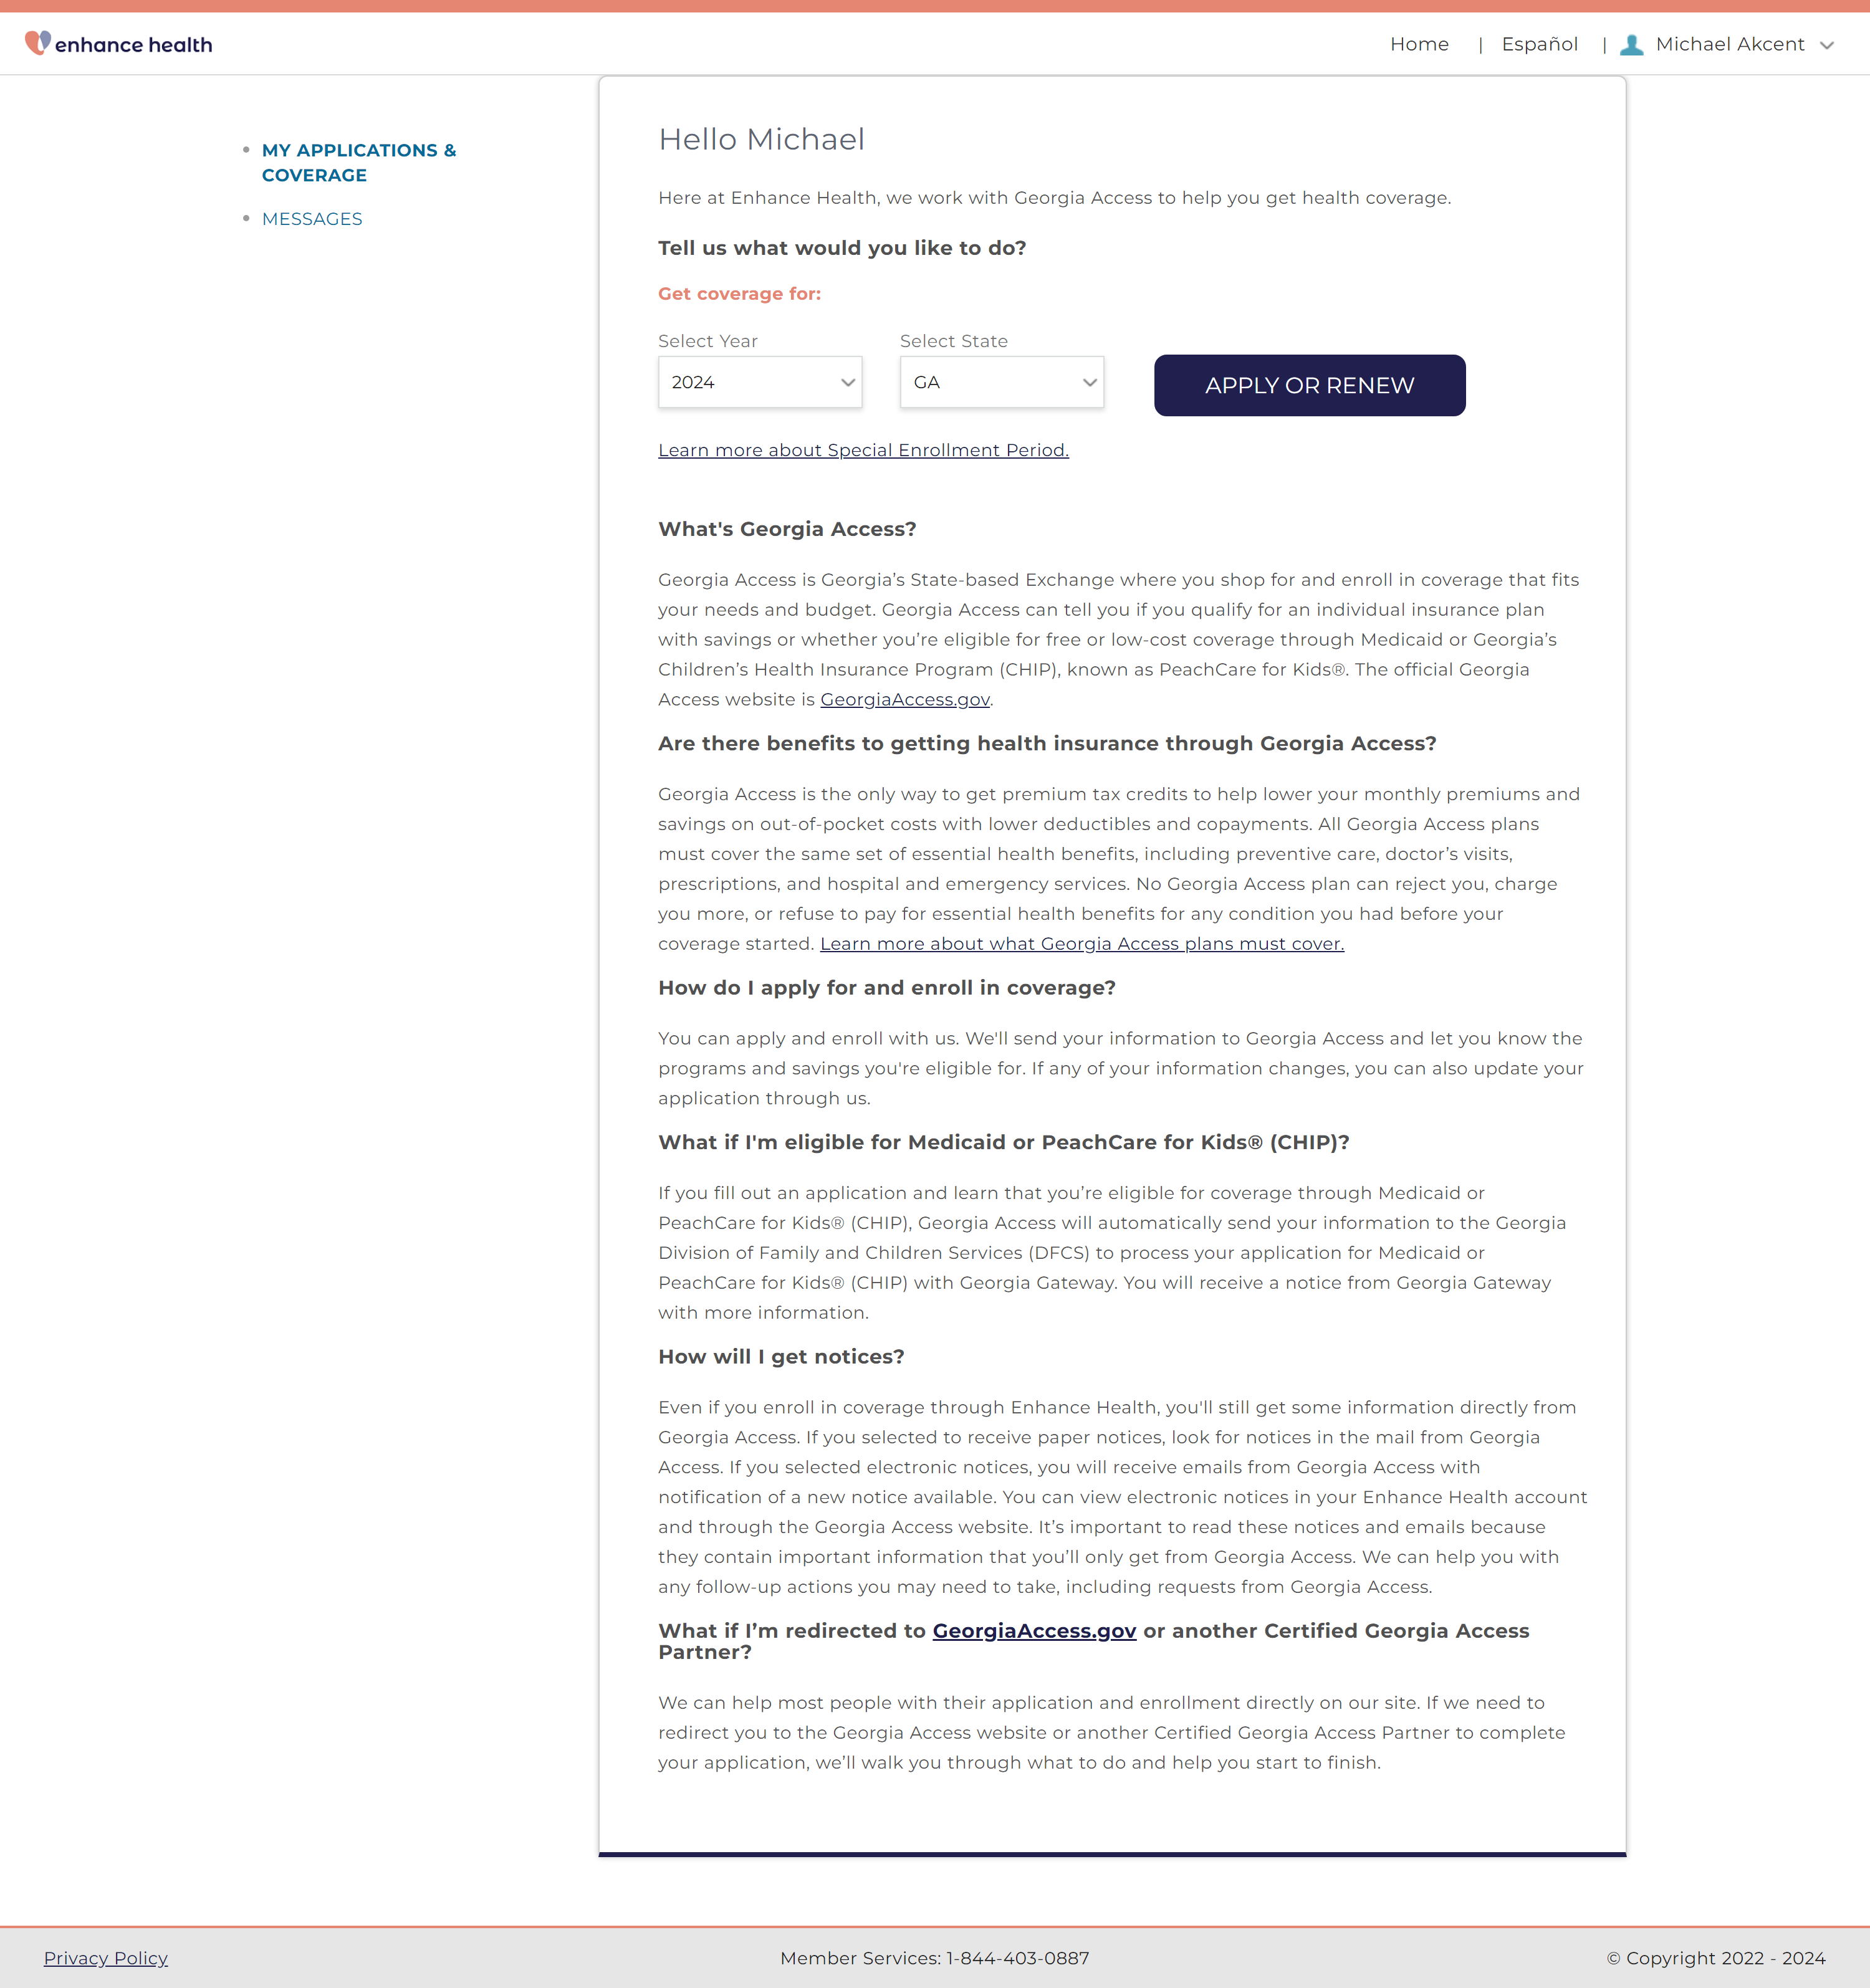 enhance health
Home | Español | Michael Akcent
MY APPLICATIONS &
COVERAGE
MESSAGES
Hello Michael
Here at Enhance Health, we work with Georgia Access to help you get health coverage.
Tell us what would you like to do?
Get coverage for:
Select Year
2024
Select State
GA
APPLY OR RENEW
Learn more about Special Enrollment Period.
What's Georgia Access?
Georgia Access is Georgia’s State-based Exchange where you shop for and enroll in coverage that fits
your needs and budget. Georgia Access can tell you if you qualify for an individual insurance plan
with savings or whether you’re eligible for free or low-cost coverage through Medicaid or Georgia’s
Children’s Health Insurance Program (CHIP), known as PeachCare for Kids®. The official Georgia
Access website is GeorgiaAccess.gov.
Are there benefits to getting health insurance through Georgia Access?
Georgia Access is the only way to get premium tax credits to help lower your monthly premiums and
savings on out-of-pocket costs with lower deductibles and copayments. All Georgia Access plans
must cover the same set of essential health benefits, including preventive care, doctor’s visits,
prescriptions, and hospital and emergency services. No Georgia Access plan can reject you, charge
you more, or refuse to pay for essential health benefits for any condition you had before your
coverage started. Learn more about what Georgia Access plans must cover.
How do I apply for and enroll in coverage?
You can apply and enroll with us. We'll send your information to Georgia Access and let you know the
programs and savings you're eligible for. If any of your information changes, you can also update your
application through us.
What if I'm eligible for Medicaid or PeachCare for Kids® (CHIP)?
If you fill out an application and learn that you’re eligible for coverage through Medicaid or
PeachCare for Kids® (CHIP), Georgia Access will automatically send your information to the Georgia
Division of Family and Children Services (DFCS) to process your application for Medicaid or
PeachCare for Kids® (CHIP) with Georgia Gateway. You will receive a notice from Georgia Gateway
with more information.
How will I get notices?
Even if you enroll in coverage through Enhance Health, you'll still get some information directly from
Georgia Access. If you selected to receive paper notices, look for notices in the mail from Georgia
Access. If you selected electronic notices, you will receive emails from Georgia Access with
notification of a new notice available. You can view electronic notices in your Enhance Health account
and through the Georgia Access website. It’s important to read these notices and emails because
they contain important information that you’ll only get from Georgia Access. We can help you with
any follow-up actions you may need to take, including requests from Georgia Access.
What if I’m redirected to GeorgiaAccess.gov or another Certified Georgia Access
Partner?
We can help most people with their application and enrollment directly on our site. If we need to
redirect you to the Georgia Access website or another Certified Georgia Access Partner to complete
your application, we’ll walk you through what to do and help you start to finish.
Privacy Policy
Member Services: 1-844-403-0887
© Copyright 2022 - 2024